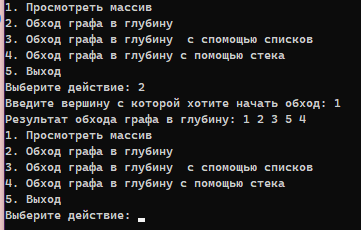 1. Просмотреть массив
2. Обход графа в глубину
3. Обход графа в глубину  с спомощью списков
4. Обход графа в глубину с помощью стека
5. Выход
Выберите действие: 2
Введите вершину с которой хотите начать обход: 1
Результат обхода графа в глубину: 1 2 3 5 4
1. Просмотреть массив
2. Обход графа в глубину
3. Обход графа в глубину  с спомощью списков
4. Обход графа в глубину с помощью стека
5. Выход
Выберите действие: